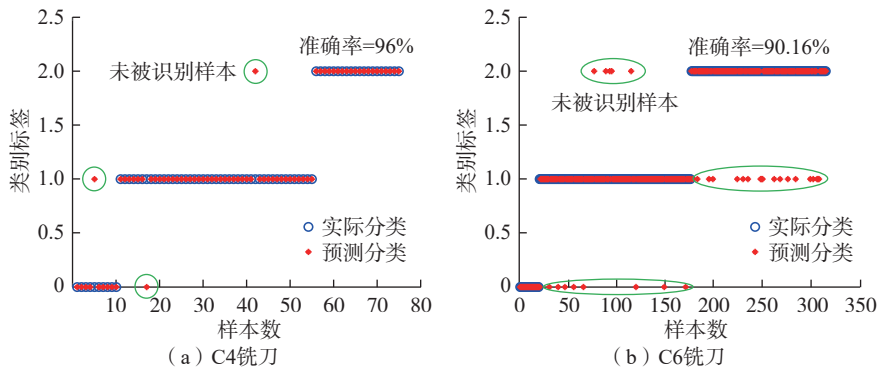 2.5
2.0
1.5
1.0
0.5
0
类别标签
准确率=96%
未被识别样本
实际分类
预测分类
10 20 30 40 50 60 70 80
样本数
（a）C4铣刀
2.5
2.0
1.5
1.0
0.5
0
类别标签
准确率=90.16%
未被识别样本
实际分类
预测分类
0 50 100 150 200 250 300 350
样本数
（b）C6铣刀